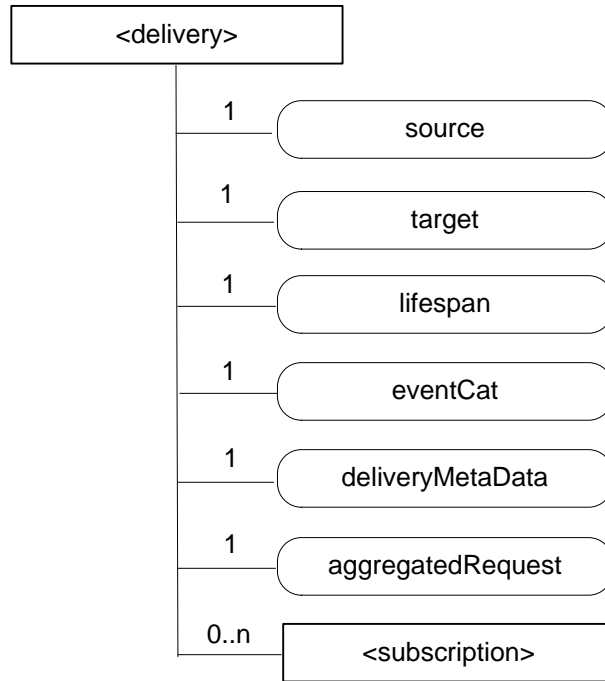 <delivery>
1
source
1
target
1
lifespan
1
eventCat
1
deliveryMetaData
1
aggregatedRequest
0..n
<subscription>